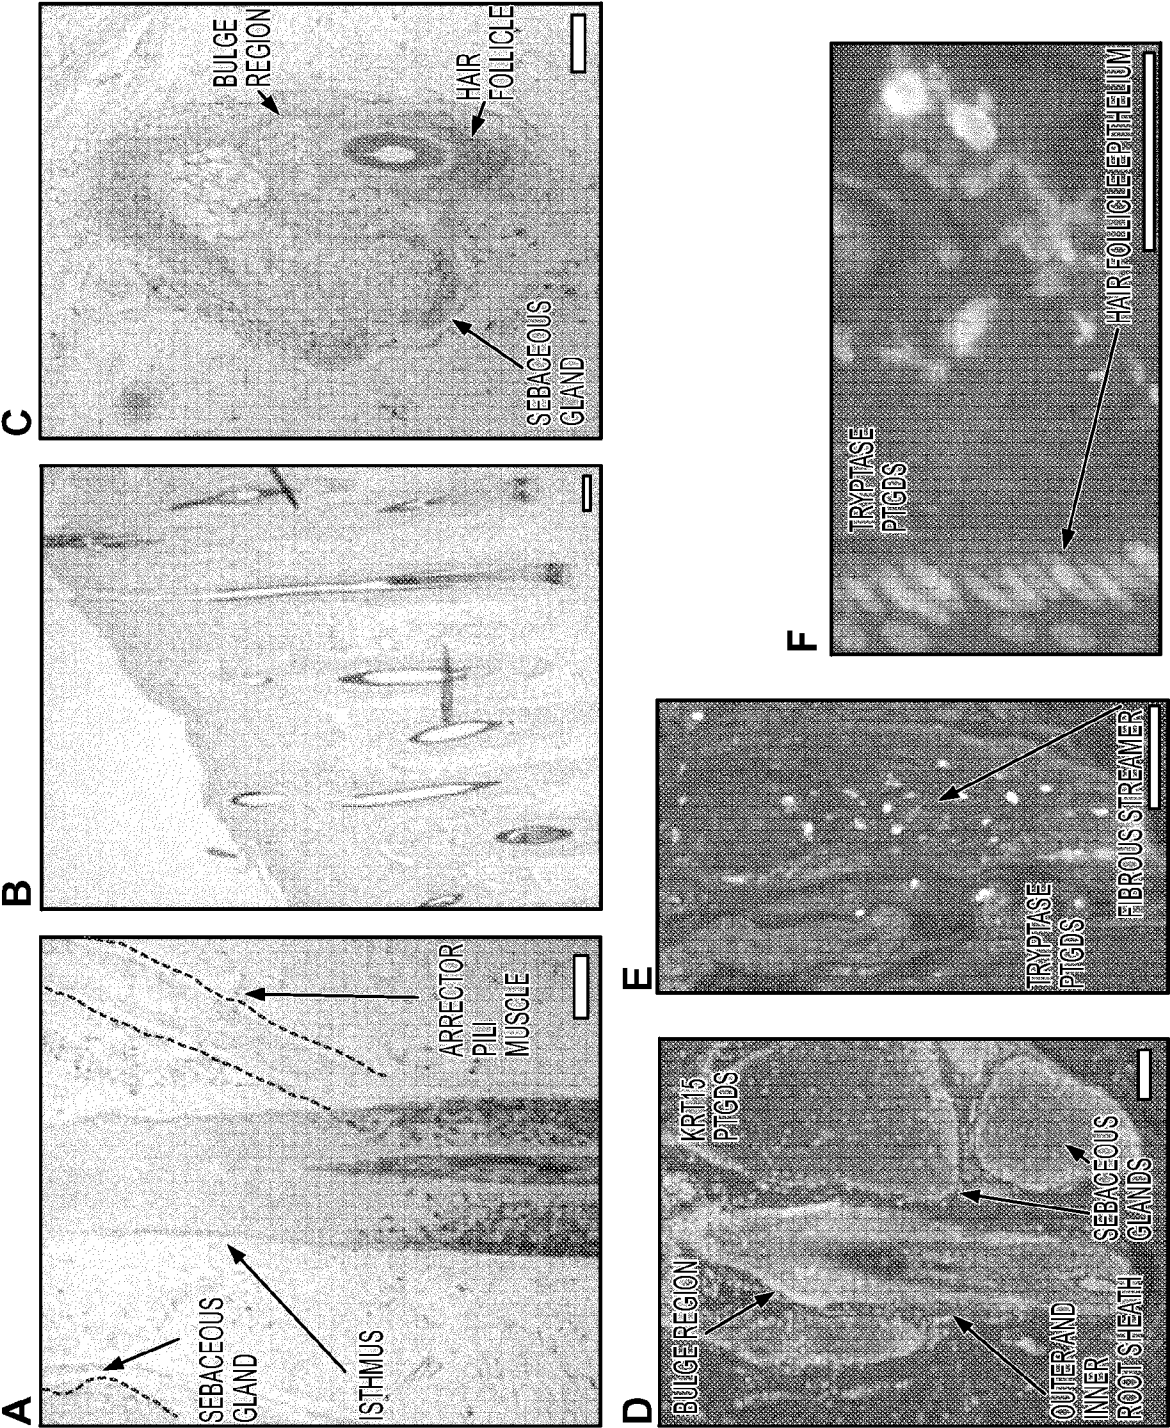 A
SEBACEOUS
GLAND
ISTHMUS
ARRECTOR
PILI
MUSCLE
B
C
BULGE
REGION
HAIR
FOLLICLE
SEBACEOUS
GLAND
D
BULGE REGION
KRT15
PTGDS
OUTER AND
INNER
ROOT SHEATH
SEBACEOUS
GLANDS
E
TRYPTASE
PTGDS
FIBROUS STREAMER
F
TRYPTASE
PTGDS
HAIR FOLLICLE EPITHELIUM